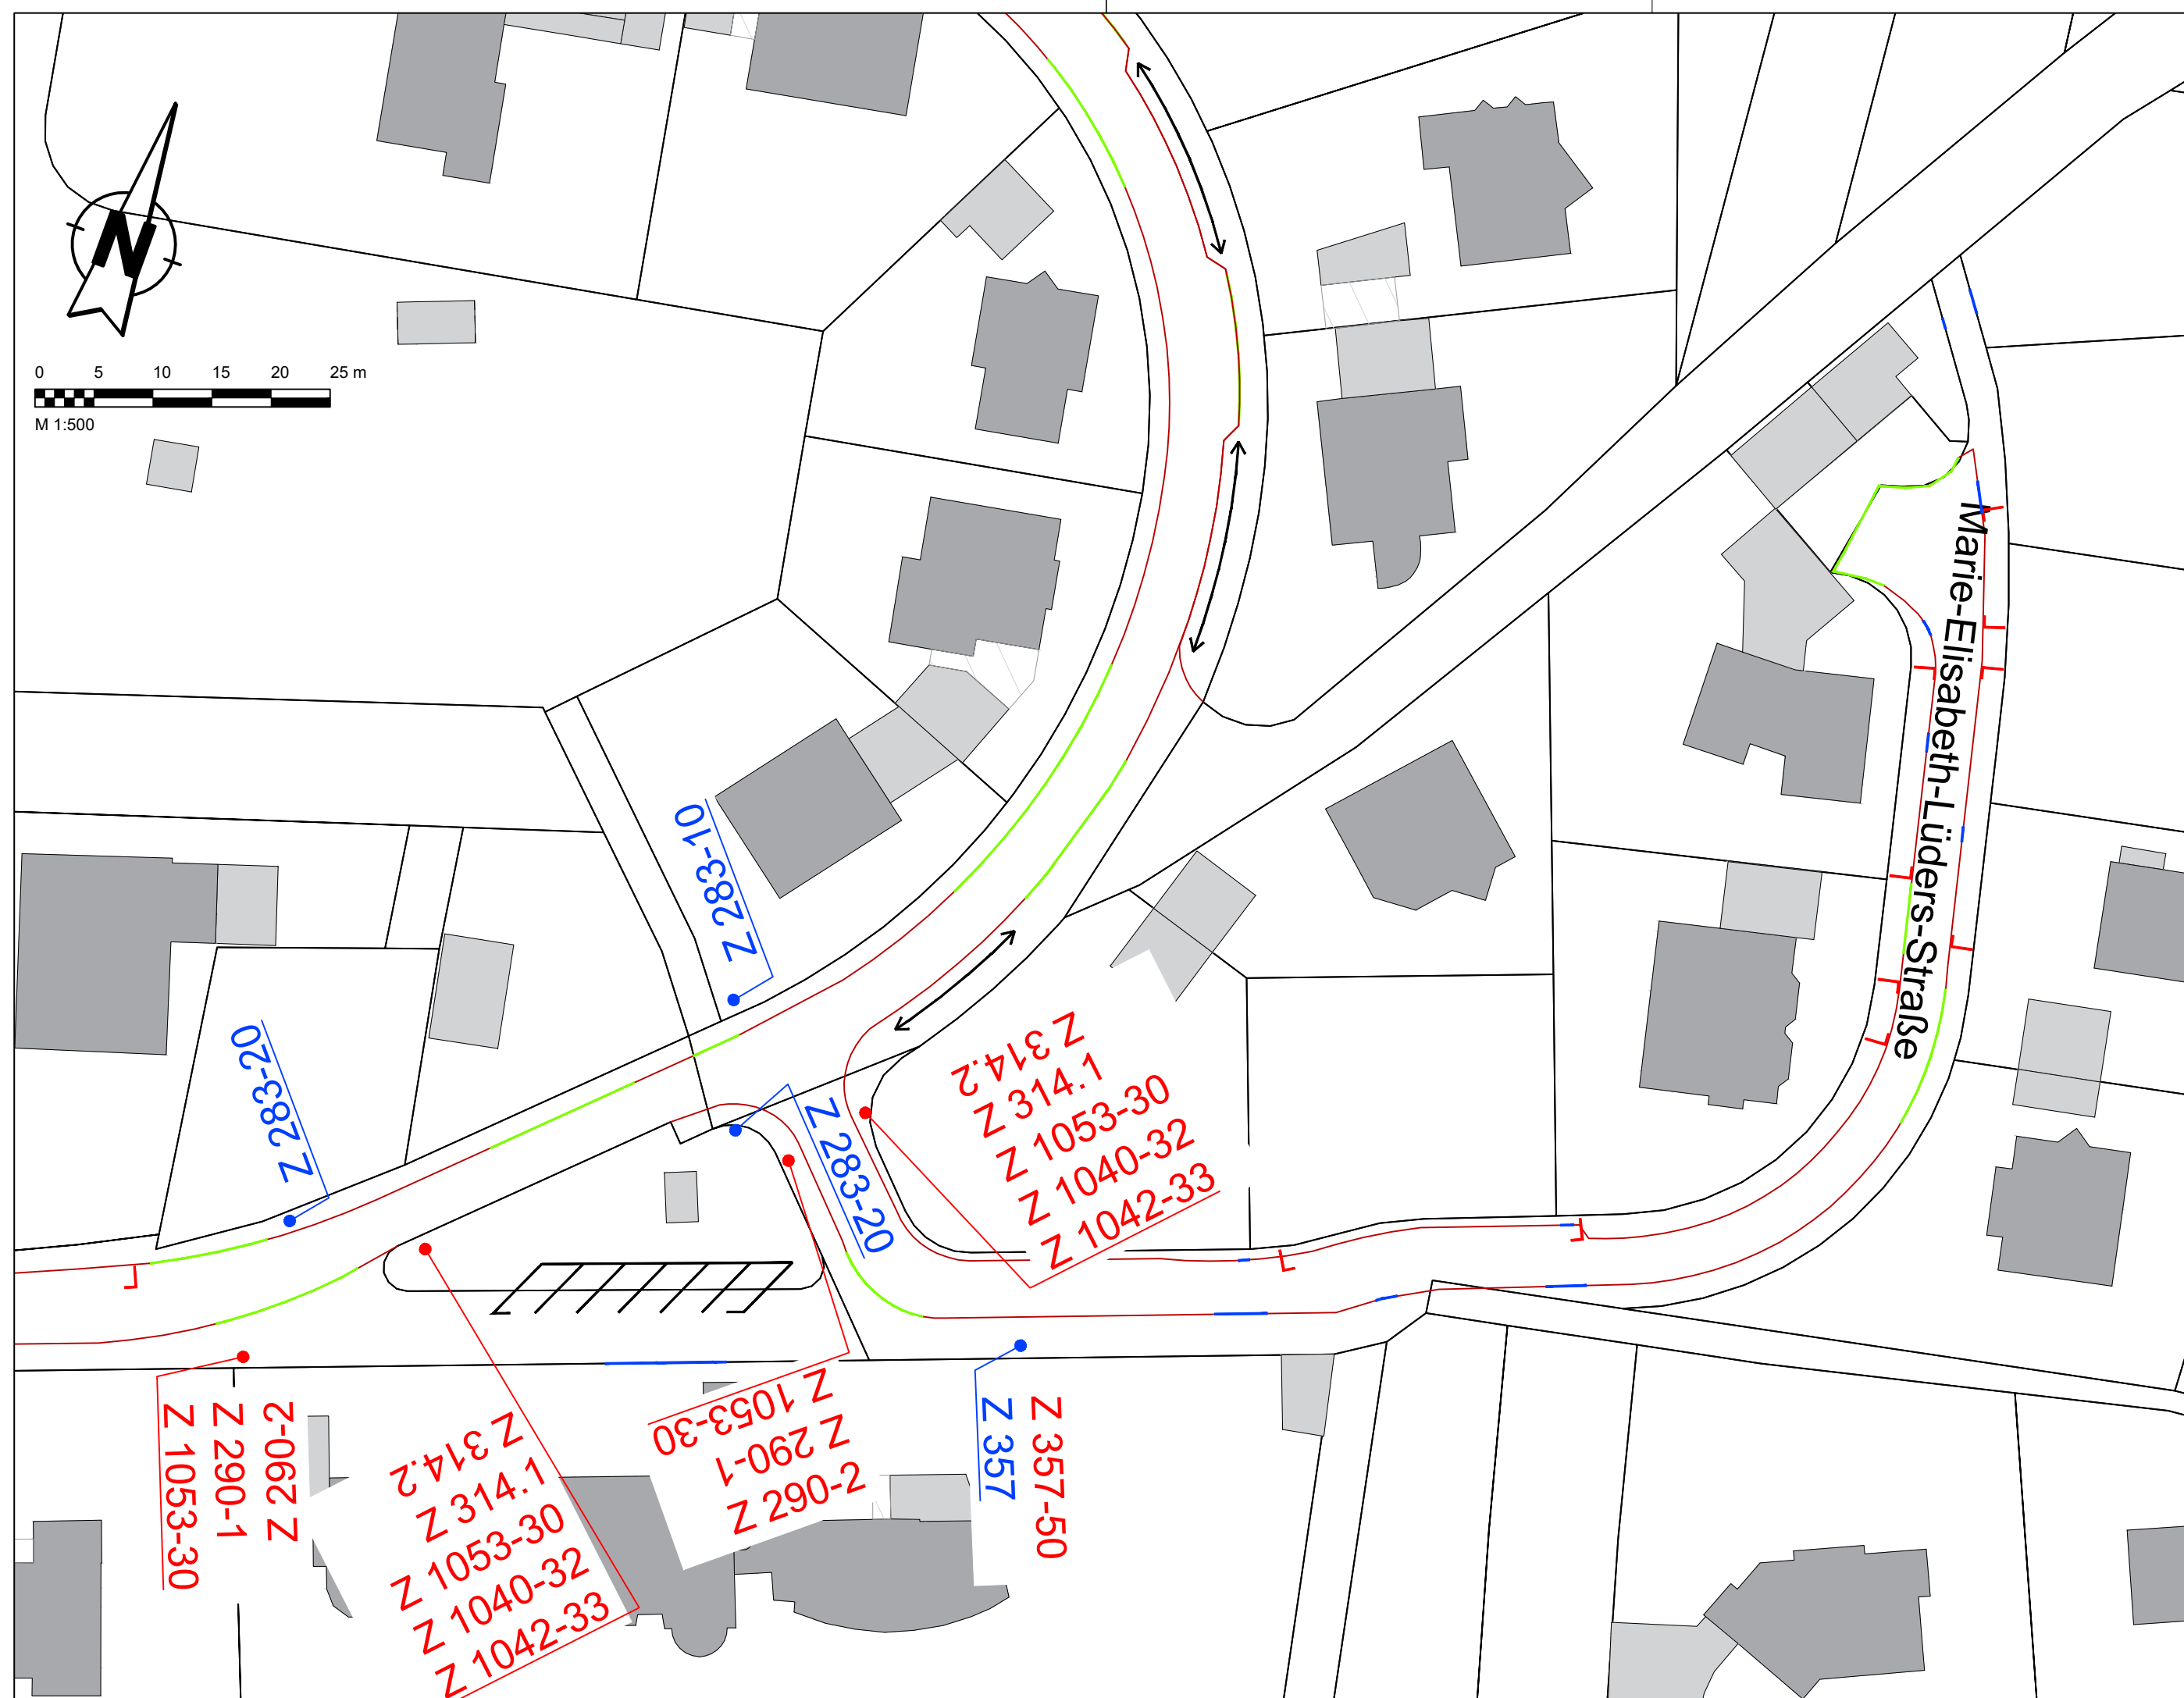 N
0 5 10 15 20 25 m
M 1:500
Marie-Elisabeth-Lüders-Straße
Z 283-10
Z 283-20
Z 283-20
Z 314.2
Z 314.1
Z 1053-30
Z 1040-32
Z 1042-33
Z 1053-30
Z 290-1
Z 290-2
Z 357
Z 357-50
Z 290-2
Z 290-1
Z 1053-30
Z 314.2
Z 314.1
Z 1053-30
Z 1040-32
Z 1042-33